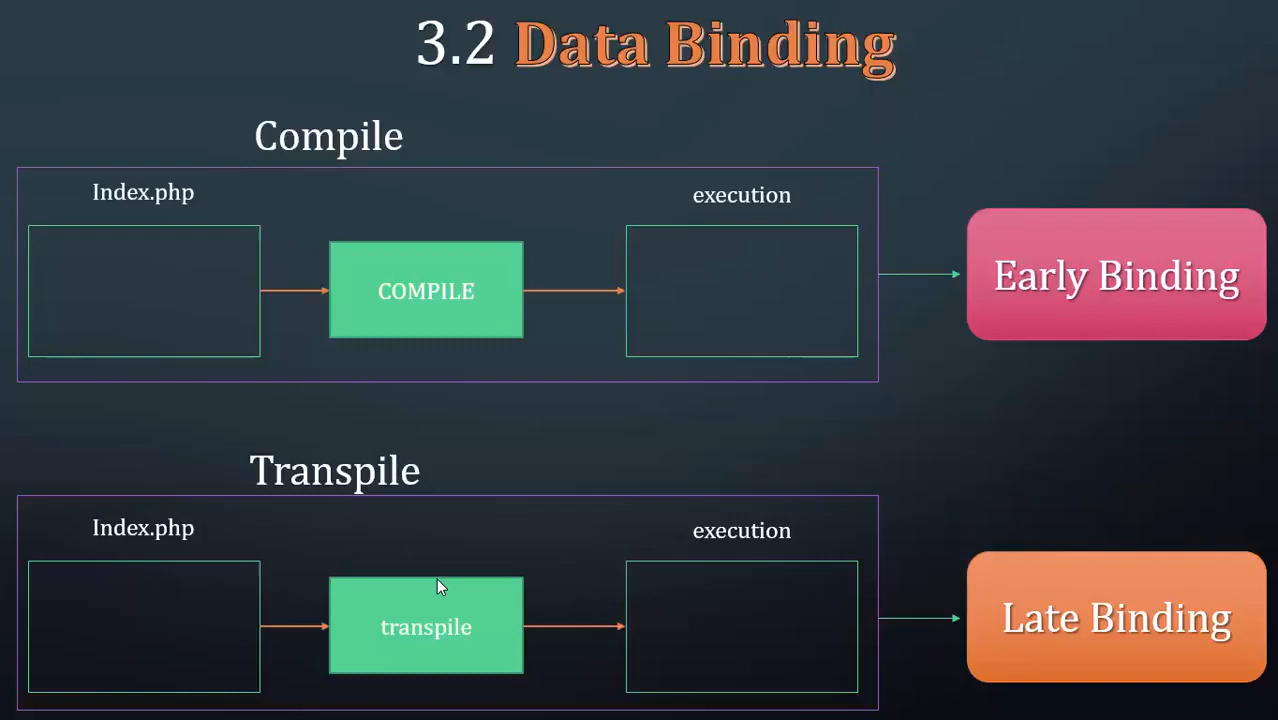 3.2 Data Binding
Compile
Index.php
execution
COMPILE
Early Binding
Transpile
Index.php
execution
transpile
Late Binding